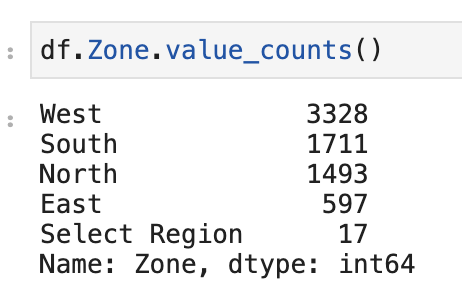 df.Zone.value_counts()
West 3328
South 1711
North 1493
East 597
Select Region 17
Name: Zone, dtype: int64